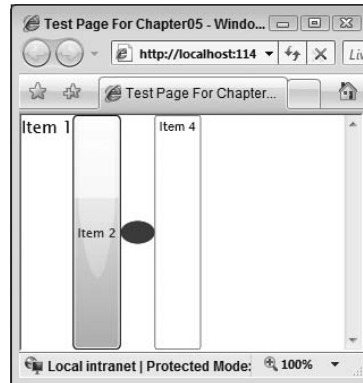 Test Page For Chapter05 - Windo...
http://localhost:114
Liv
Test Page For Chapter...
Item 1
Item 2
Item 4
Local intranet | Protected Mode:
100%